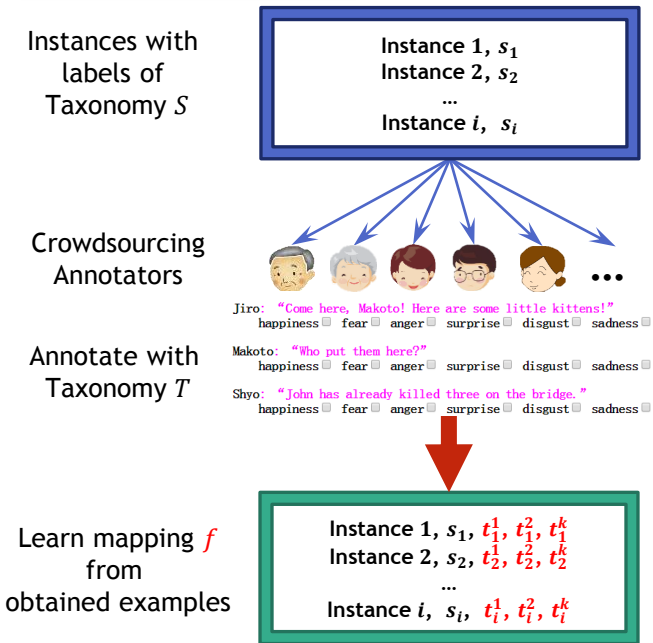 Instances with
labels of
Taxonomy S
Instance 1, s₁
Instance 2, s₂
...
Instance i, sᵢ
Crowdsourcing
Annotators
...
Annotate with
Taxonomy T
Jiro: “Come here, Makoto! Here are some little kittens!”
happiness fear anger surprise disgust sadness
Makoto: “Who put them here?”
happiness fear anger surprise disgust sadness
Shyo: “John has already killed three on the bridge.”
happiness fear anger surprise disgust sadness
Learn mapping f
from
obtained examples
Instance 1, s₁, t₁¹, t₁², t₁ᵏ
Instance 2, s₂, t₂¹, t₂², t₂ᵏ
...
Instance i, sᵢ, tᵢ¹, tᵢ², tᵢᵏ